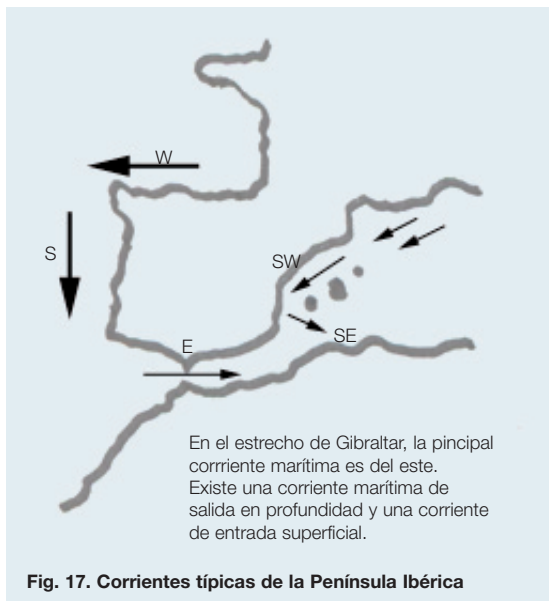 W
S
SW
SE
E
En el estrecho de Gibraltar, la pincipal
corrriente marítima es del este.
Existe una corriente marítima de
salida en profundidad y una corriente
de entrada superficial.
Fig. 17. Corrientes típicas de la Península Ibérica